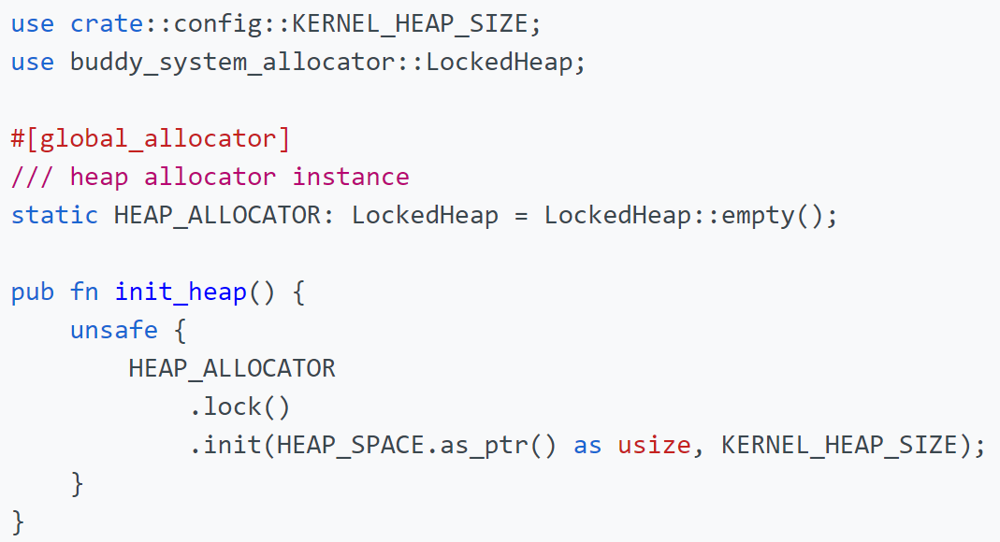 use crate::config::KERNEL_HEAP_SIZE;
use buddy_system_allocator::LockedHeap;

#[global_allocator]
/// heap allocator instance
static HEAP_ALLOCATOR: LockedHeap = LockedHeap::empty();

pub fn init_heap() {
    unsafe {
        HEAP_ALLOCATOR
            .lock()
            .init(HEAP_SPACE.as_ptr() as usize, KERNEL_HEAP_SIZE);
    }
}